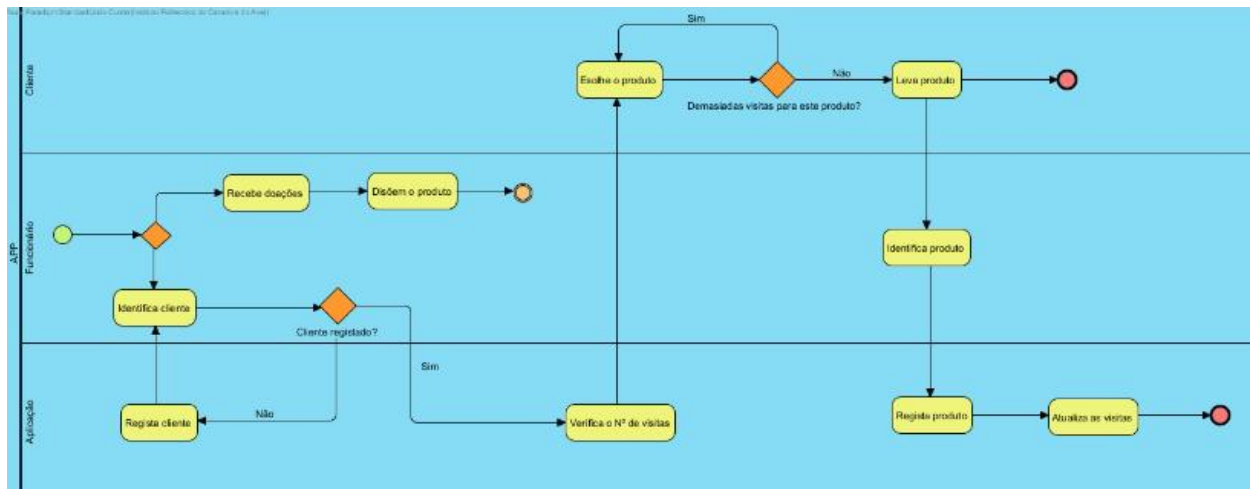 Cliente
Sim
Escolhe o produto
Não
Leva produto
Demasiadas visitas para este produto?
APP
Funcionário
Recebe doações
Disõem o produto
Identifica produto
Identifica cliente
Cliente registado?
Aplicação
Sim
Regista cliente
Não
Verifica o Nº de visitas
Regista produto
Atualiza as visitas